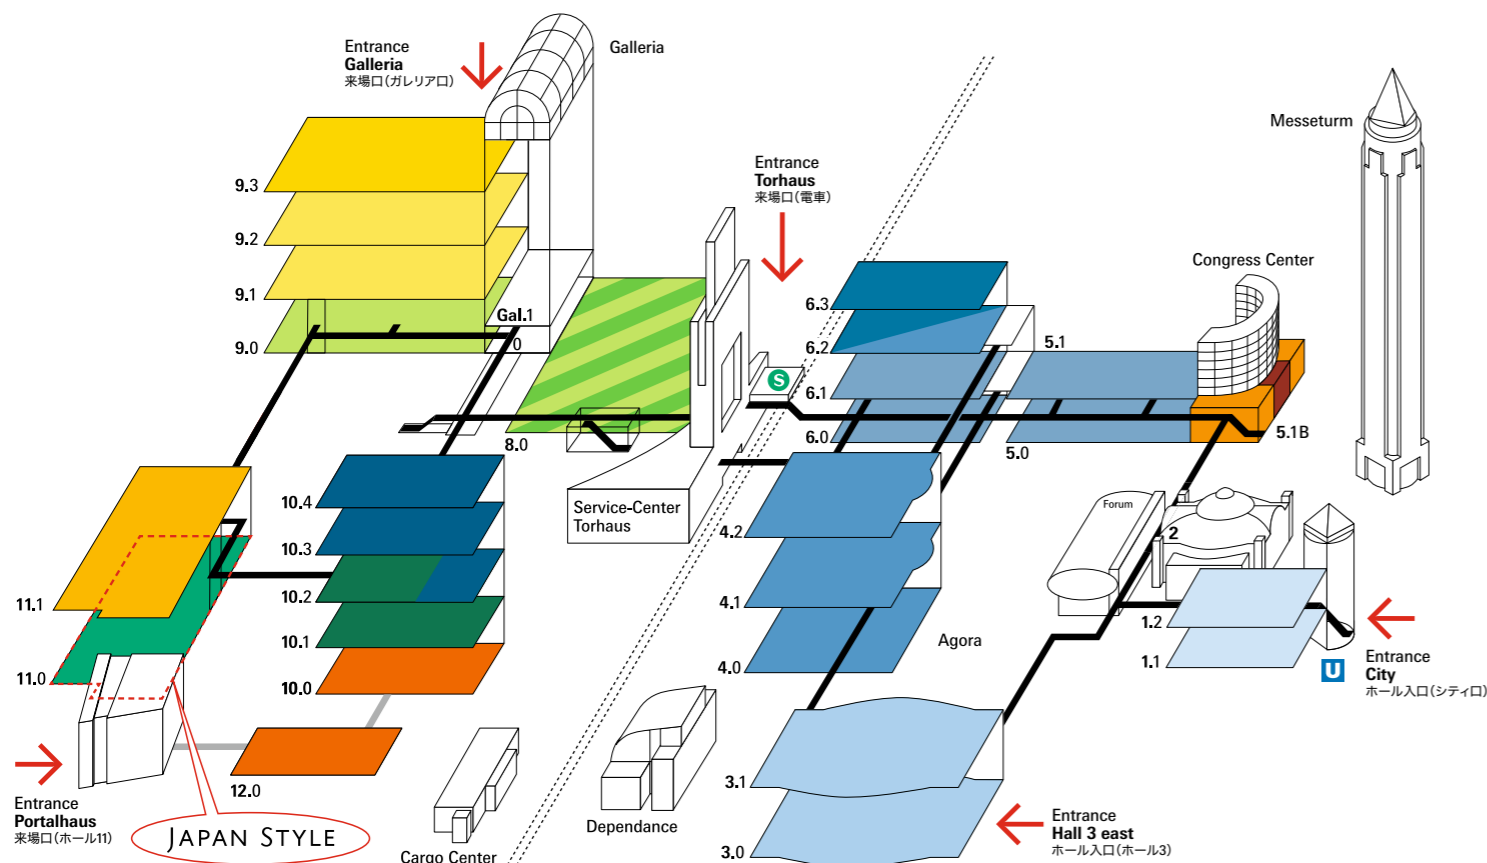 Entrance
Galleria
来場口(ガレリア口)
Galleria
Entrance
Torhaus
来場口(電車)
Messeturm
Congress Center
9.3
9.2
9.1
9.0
Gal.1
0
8.0
S
Service-Center
Torhaus
6.3
6.2
6.1
6.0
5.1
5.0
5.1B
10.4
10.3
10.2
10.1
10.0
11.1
11.0
12.0
4.2
4.1
4.0
Agora
Forum
2
1.2
1.1
U
Entrance
City
ホール入口(シティ口)
3.1
3.0
Entrance
Hall 3 east
ホール入口(ホール3)
Dependance
Cargo Center
Entrance
Portalhaus
来場口(ホール11)
JAPAN STYLE